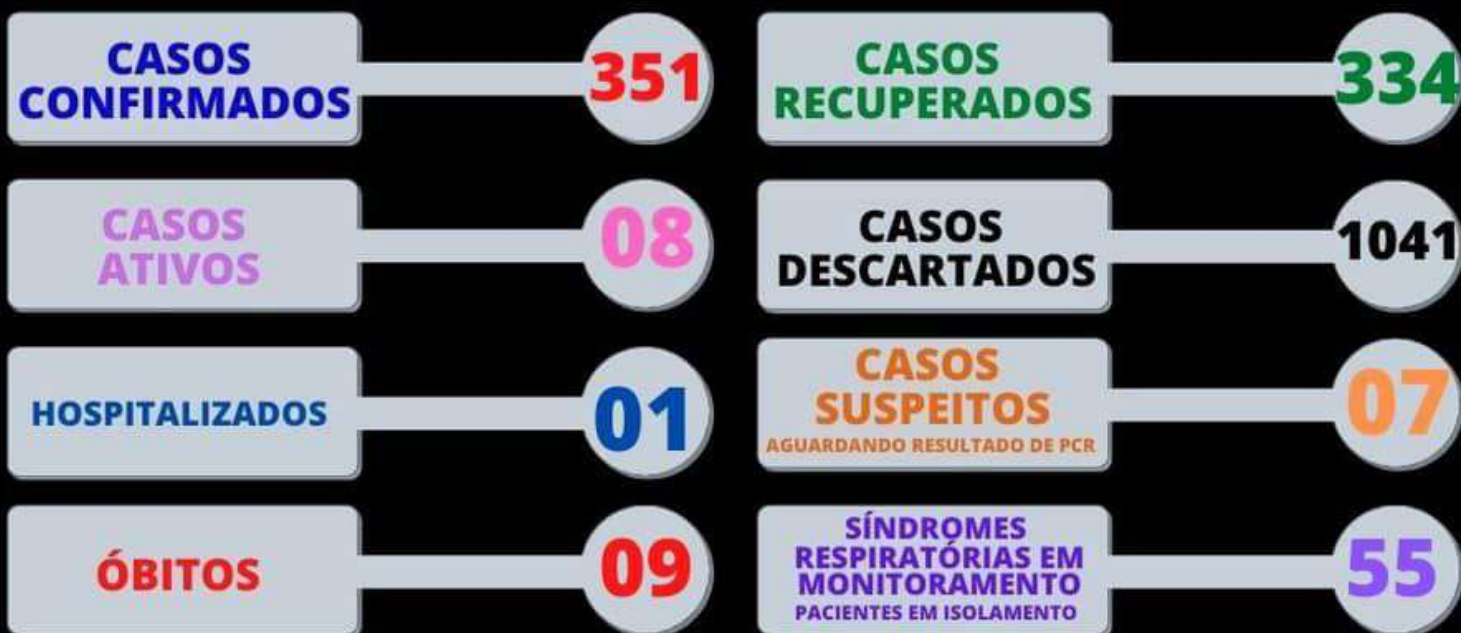 CASOS
CONFIRMADOS
351
CASOS
RECUPERADOS
334
CASOS
ATIVOS
08
CASOS
DESCARTADOS
1041
HOSPITALIZADOS
01
CASOS
SUSPEITOS
AGUARDANDO RESULTADO DE PCR
07
ÓBITOS
09
SÍNDROMES
RESPIRATÓRIAS EM
MONITORAMENTO
PACIENTES EM ISOLAMENTO
55